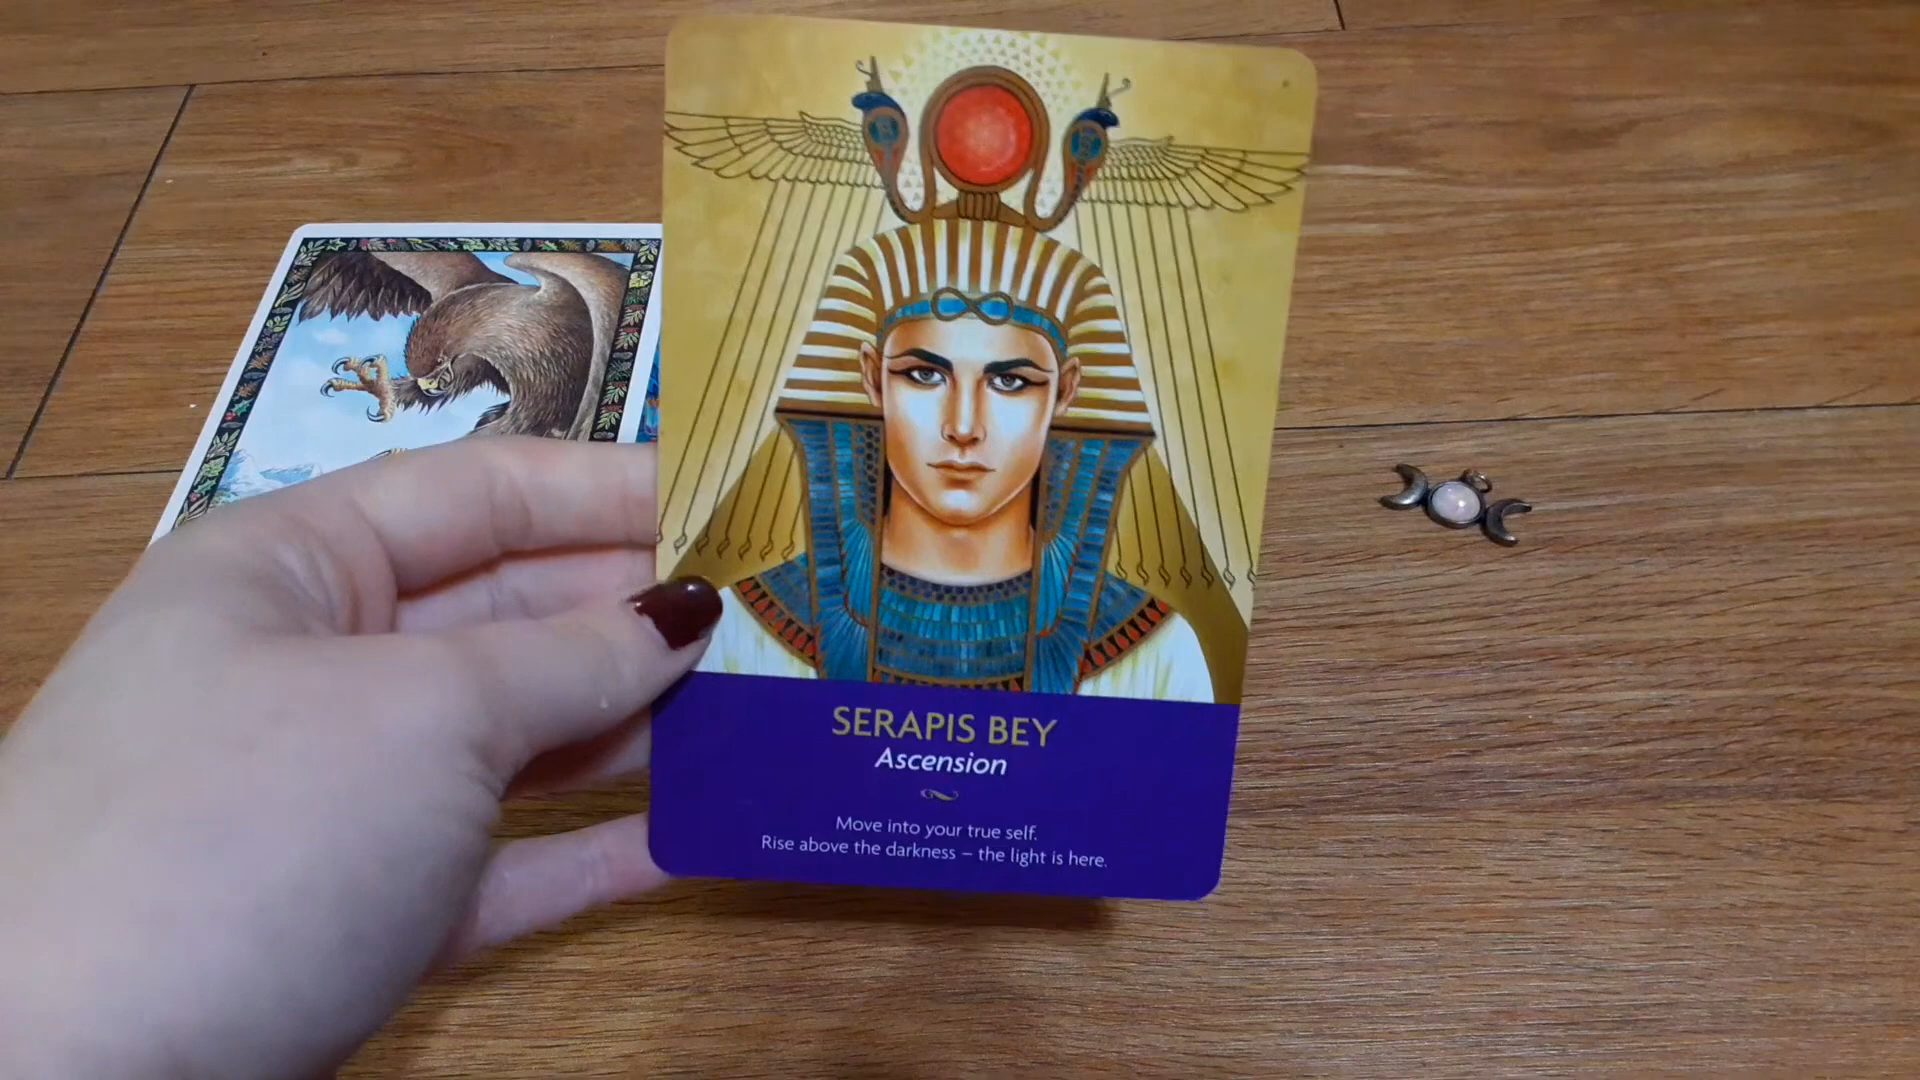 SERAPIS BEY
Ascension
Move into your true self.
Rise above the darkness – the light is here.